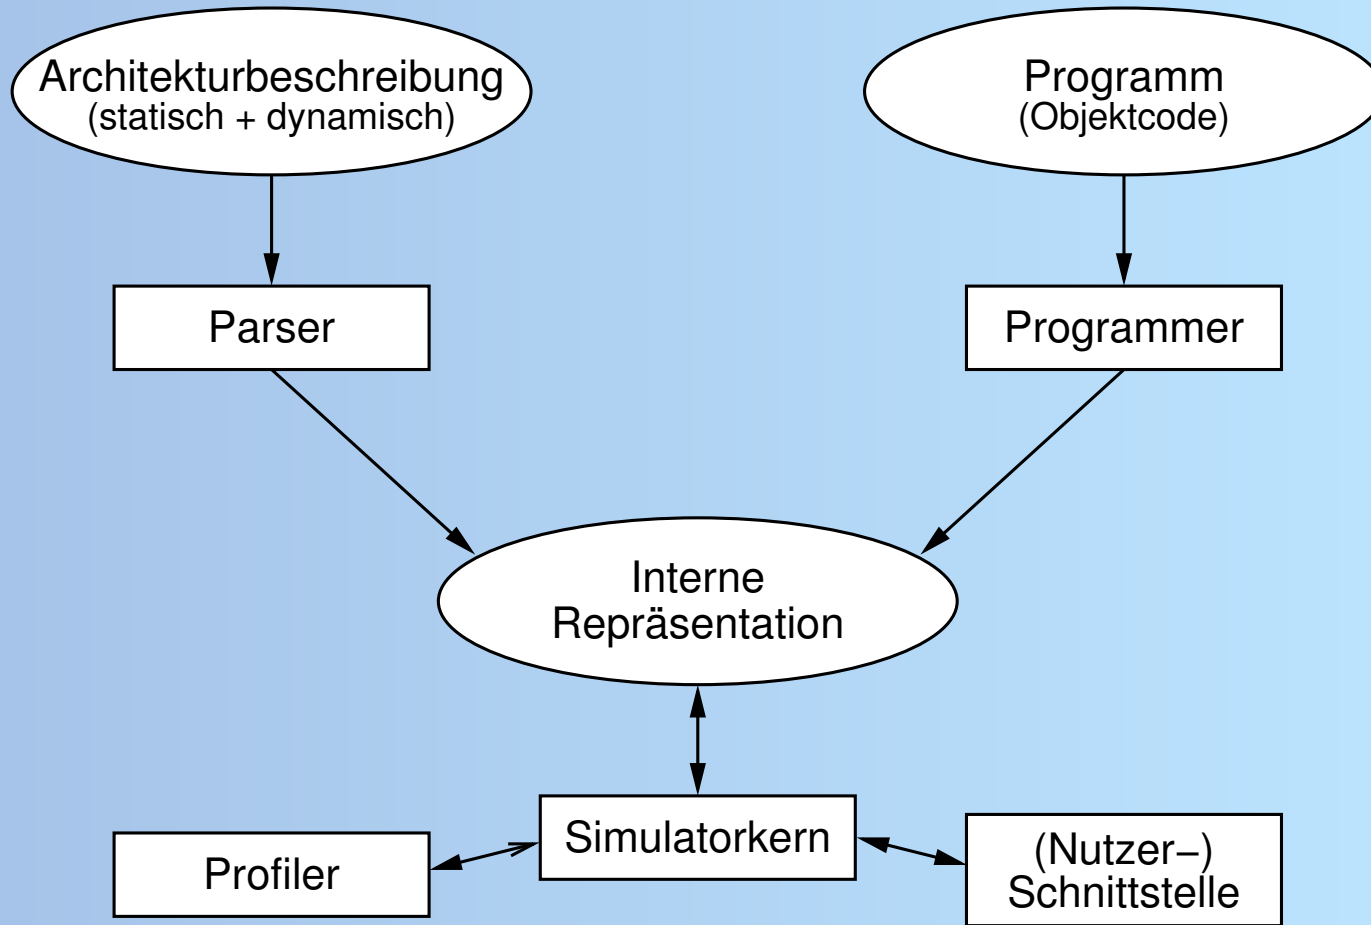 Architekturbeschreibung
(statisch + dynamisch)
Programm
(Objektcode)
Parser
Programmer
Interne
Repräsentation
Simulatorkern
Profiler
(Nutzer−)
Schnittstelle